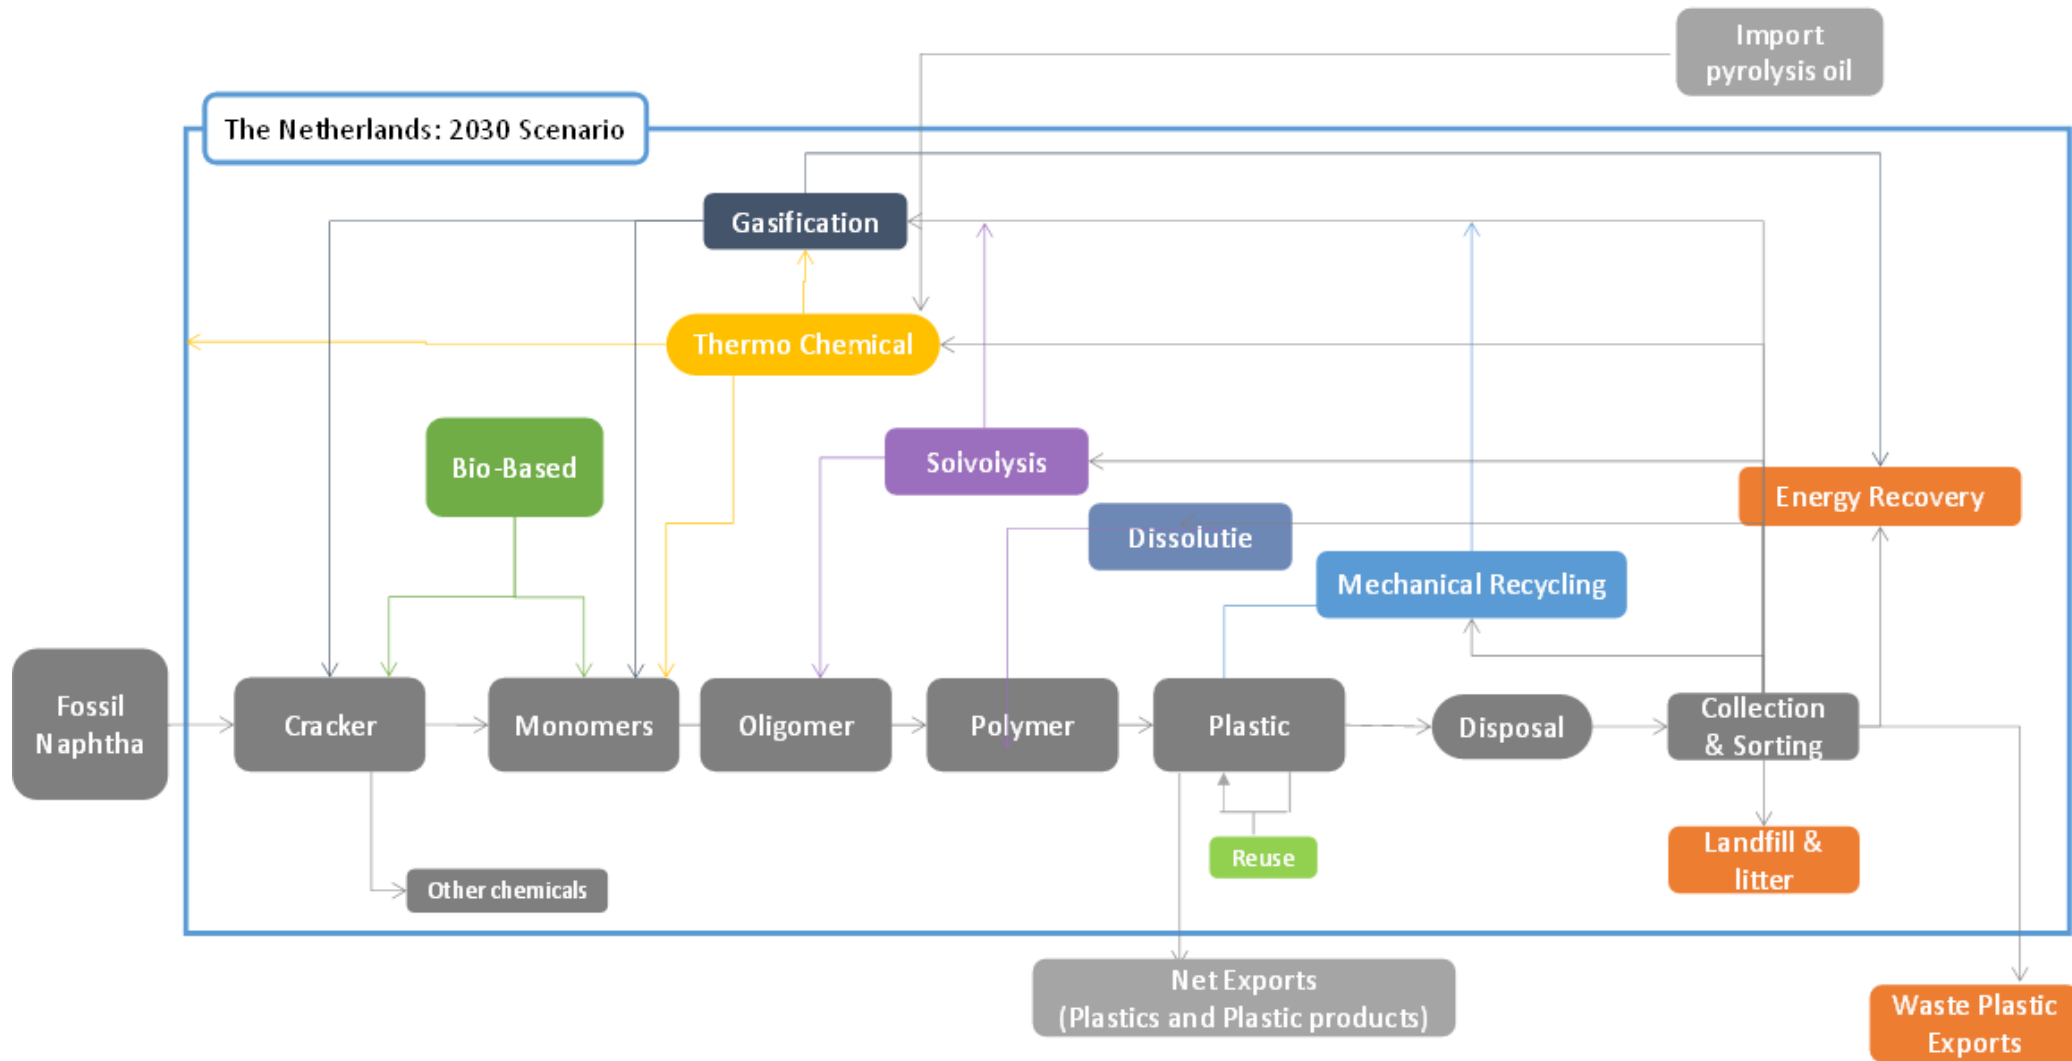 Import
pyrolysis oil
The Netherlands: 2030 Scenario
Gasification
Thermo Chemical
Bio-Based
Solvolysis
Energy Recovery
Dissolutie
Mechanical Recycling
Fossil
Naphtha
Cracker
Monomers
Oligomer
Polymer
Plastic
Disposal
Collection
& Sorting
Reuse
Landfill &
litter
Other chemicals
Net Exports
(Plastics and Plastic products)
Waste Plastic
Exports